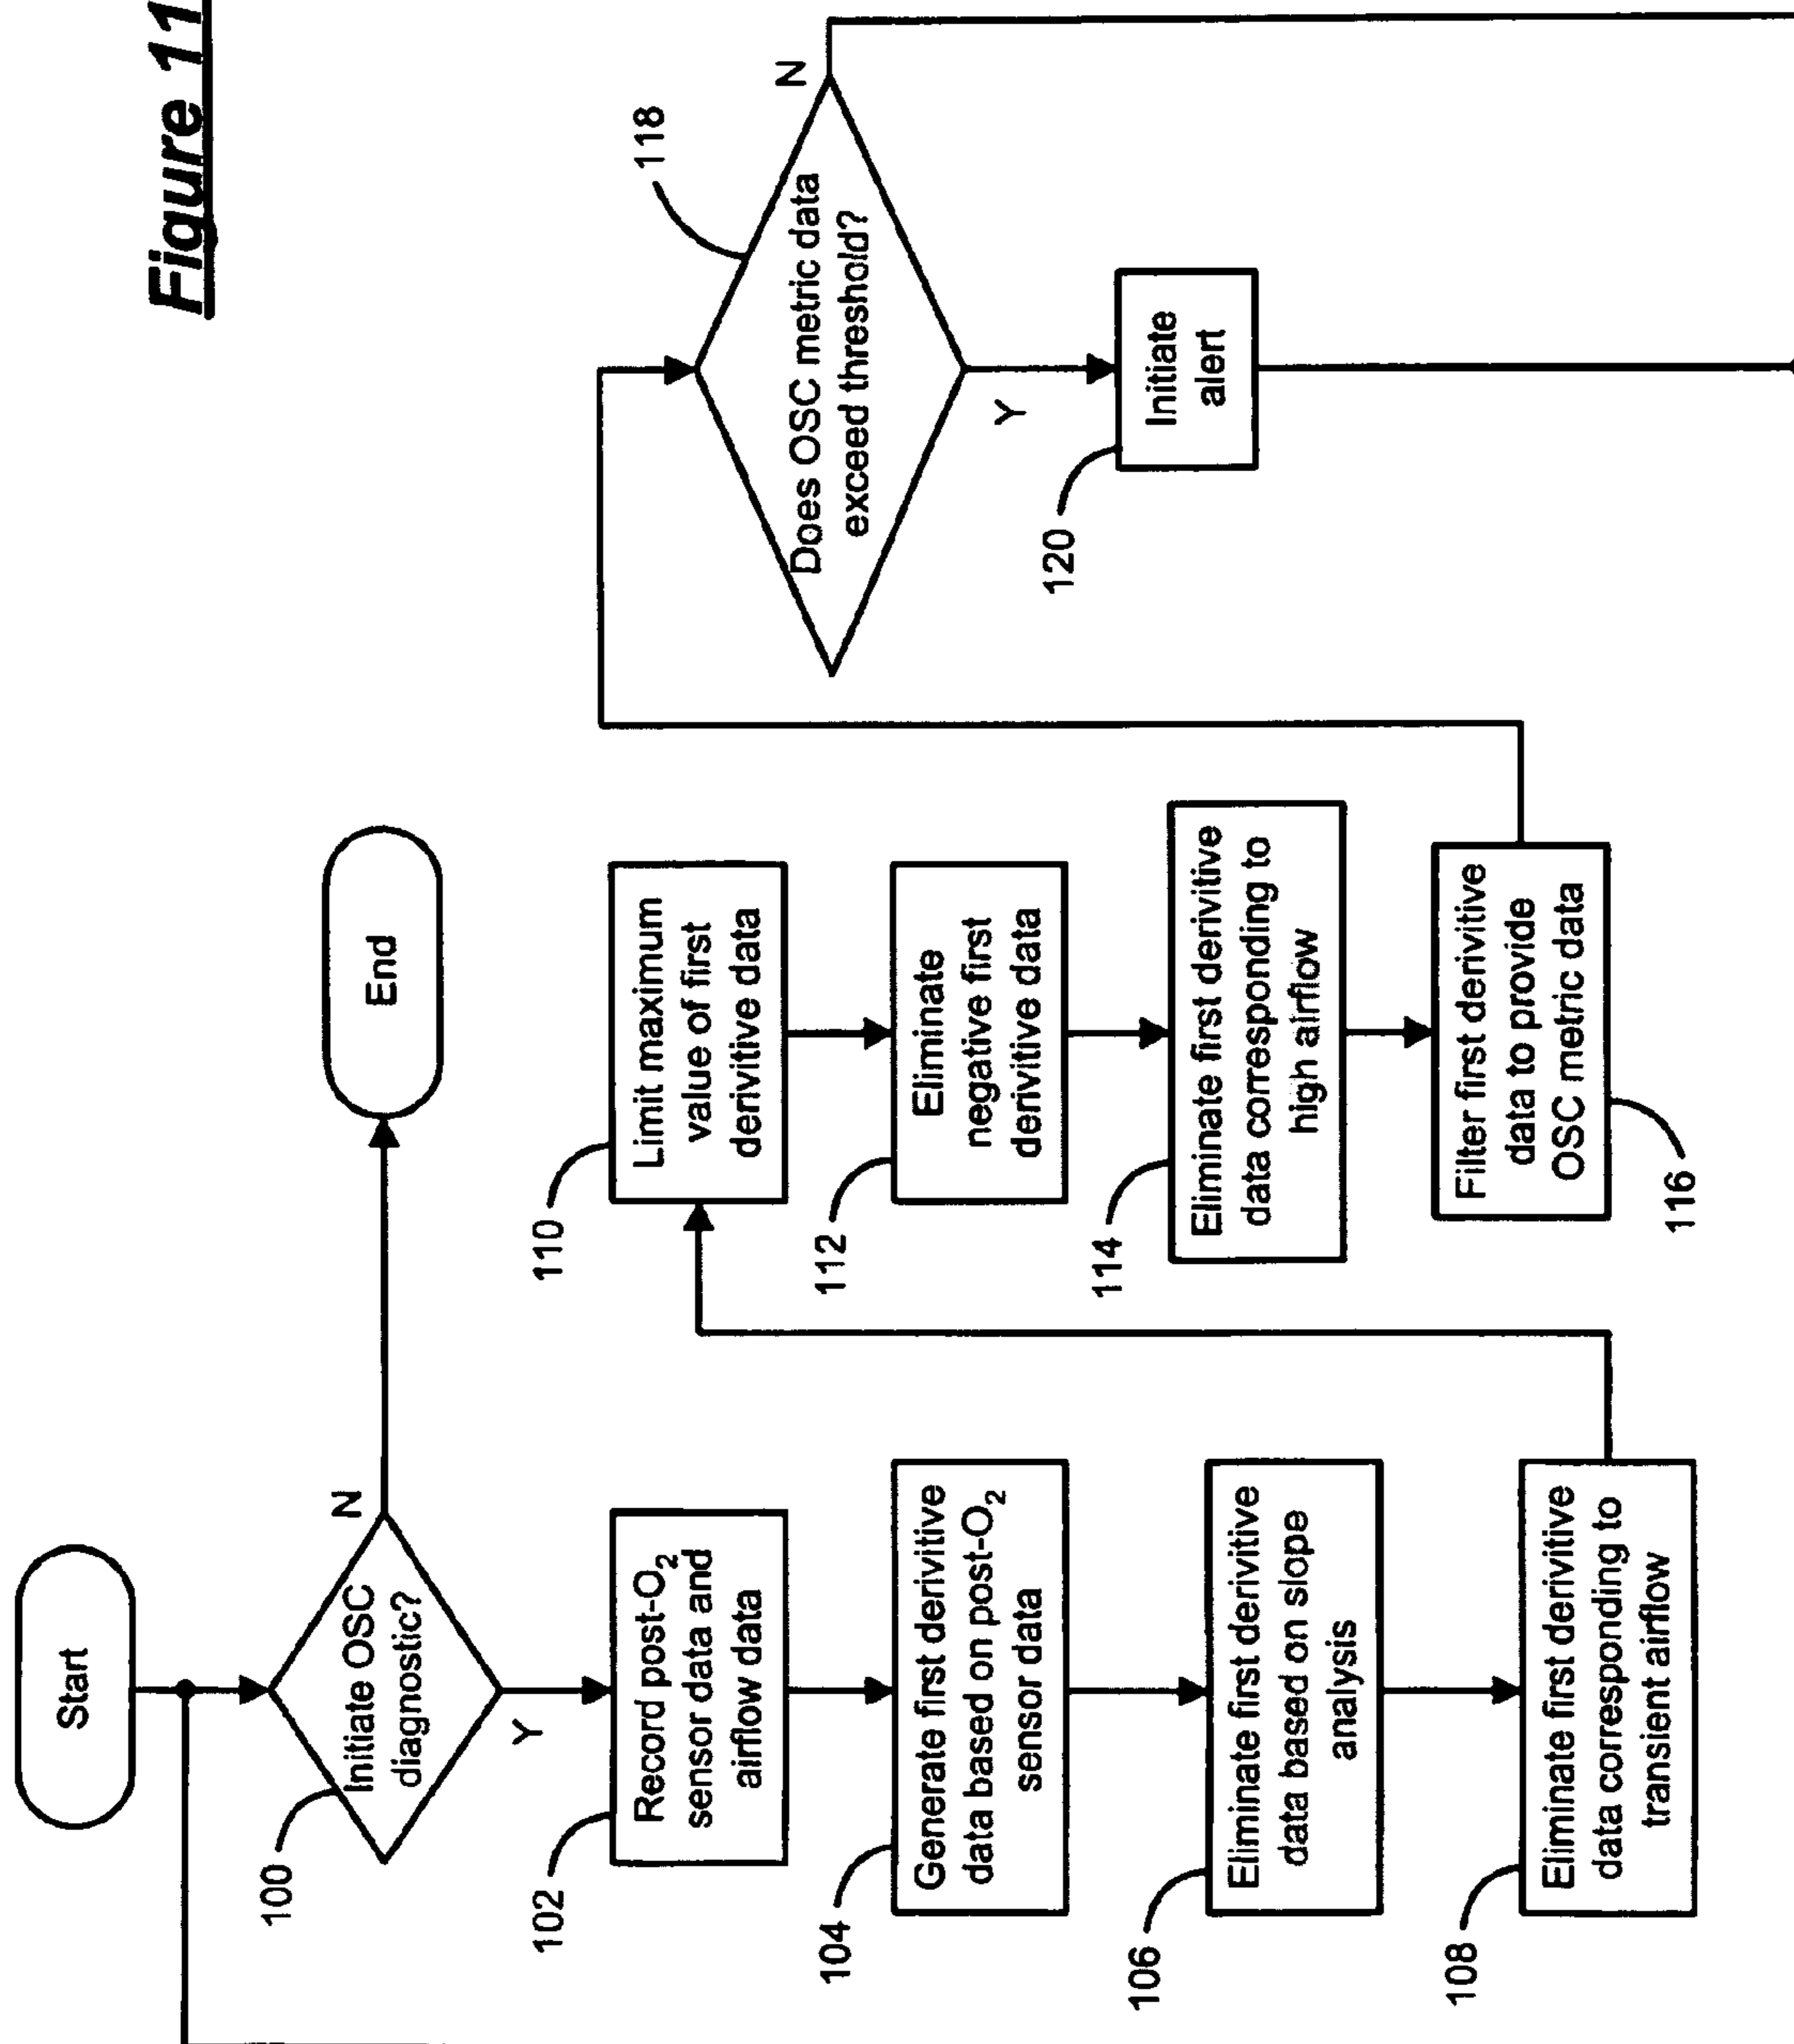 Figure 11
Start
100
Initiate OSC
diagnostic?
N
End
Y
102
Record post-O₂
sensor data and
airflow data
104
Generate first derivitive
data based on post-O₂
sensor data
106
Eliminate first derivitive
data based on slope
analysis
108
Eliminate first derivitive
data corresponding to
transient airflow
110
Limit maximum
value of first
derivitive data
112
Eliminate
negative first
derivitive data
114
Eliminate first derivitive
data corresponding to
high airflow
Filter first derivitive
data to provide
OSC metric data
116
118
Does OSC metric data
exceed threshold?
N
Y
120
Initiate
alert